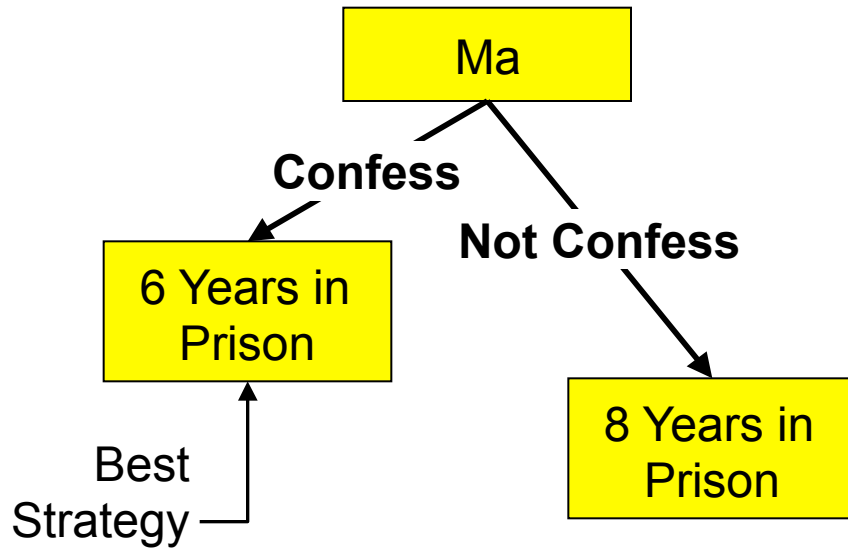 Ma
Confess
Not Confess
6 Years in
Prison
8 Years in
Prison
Best
Strategy